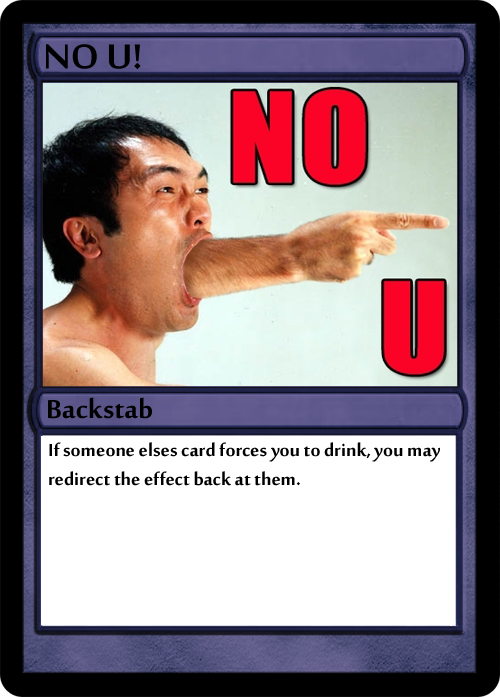 NO U!
NO
U
Backstab
If someone elses card forces you to drink, you may
redirect the effect back at them.